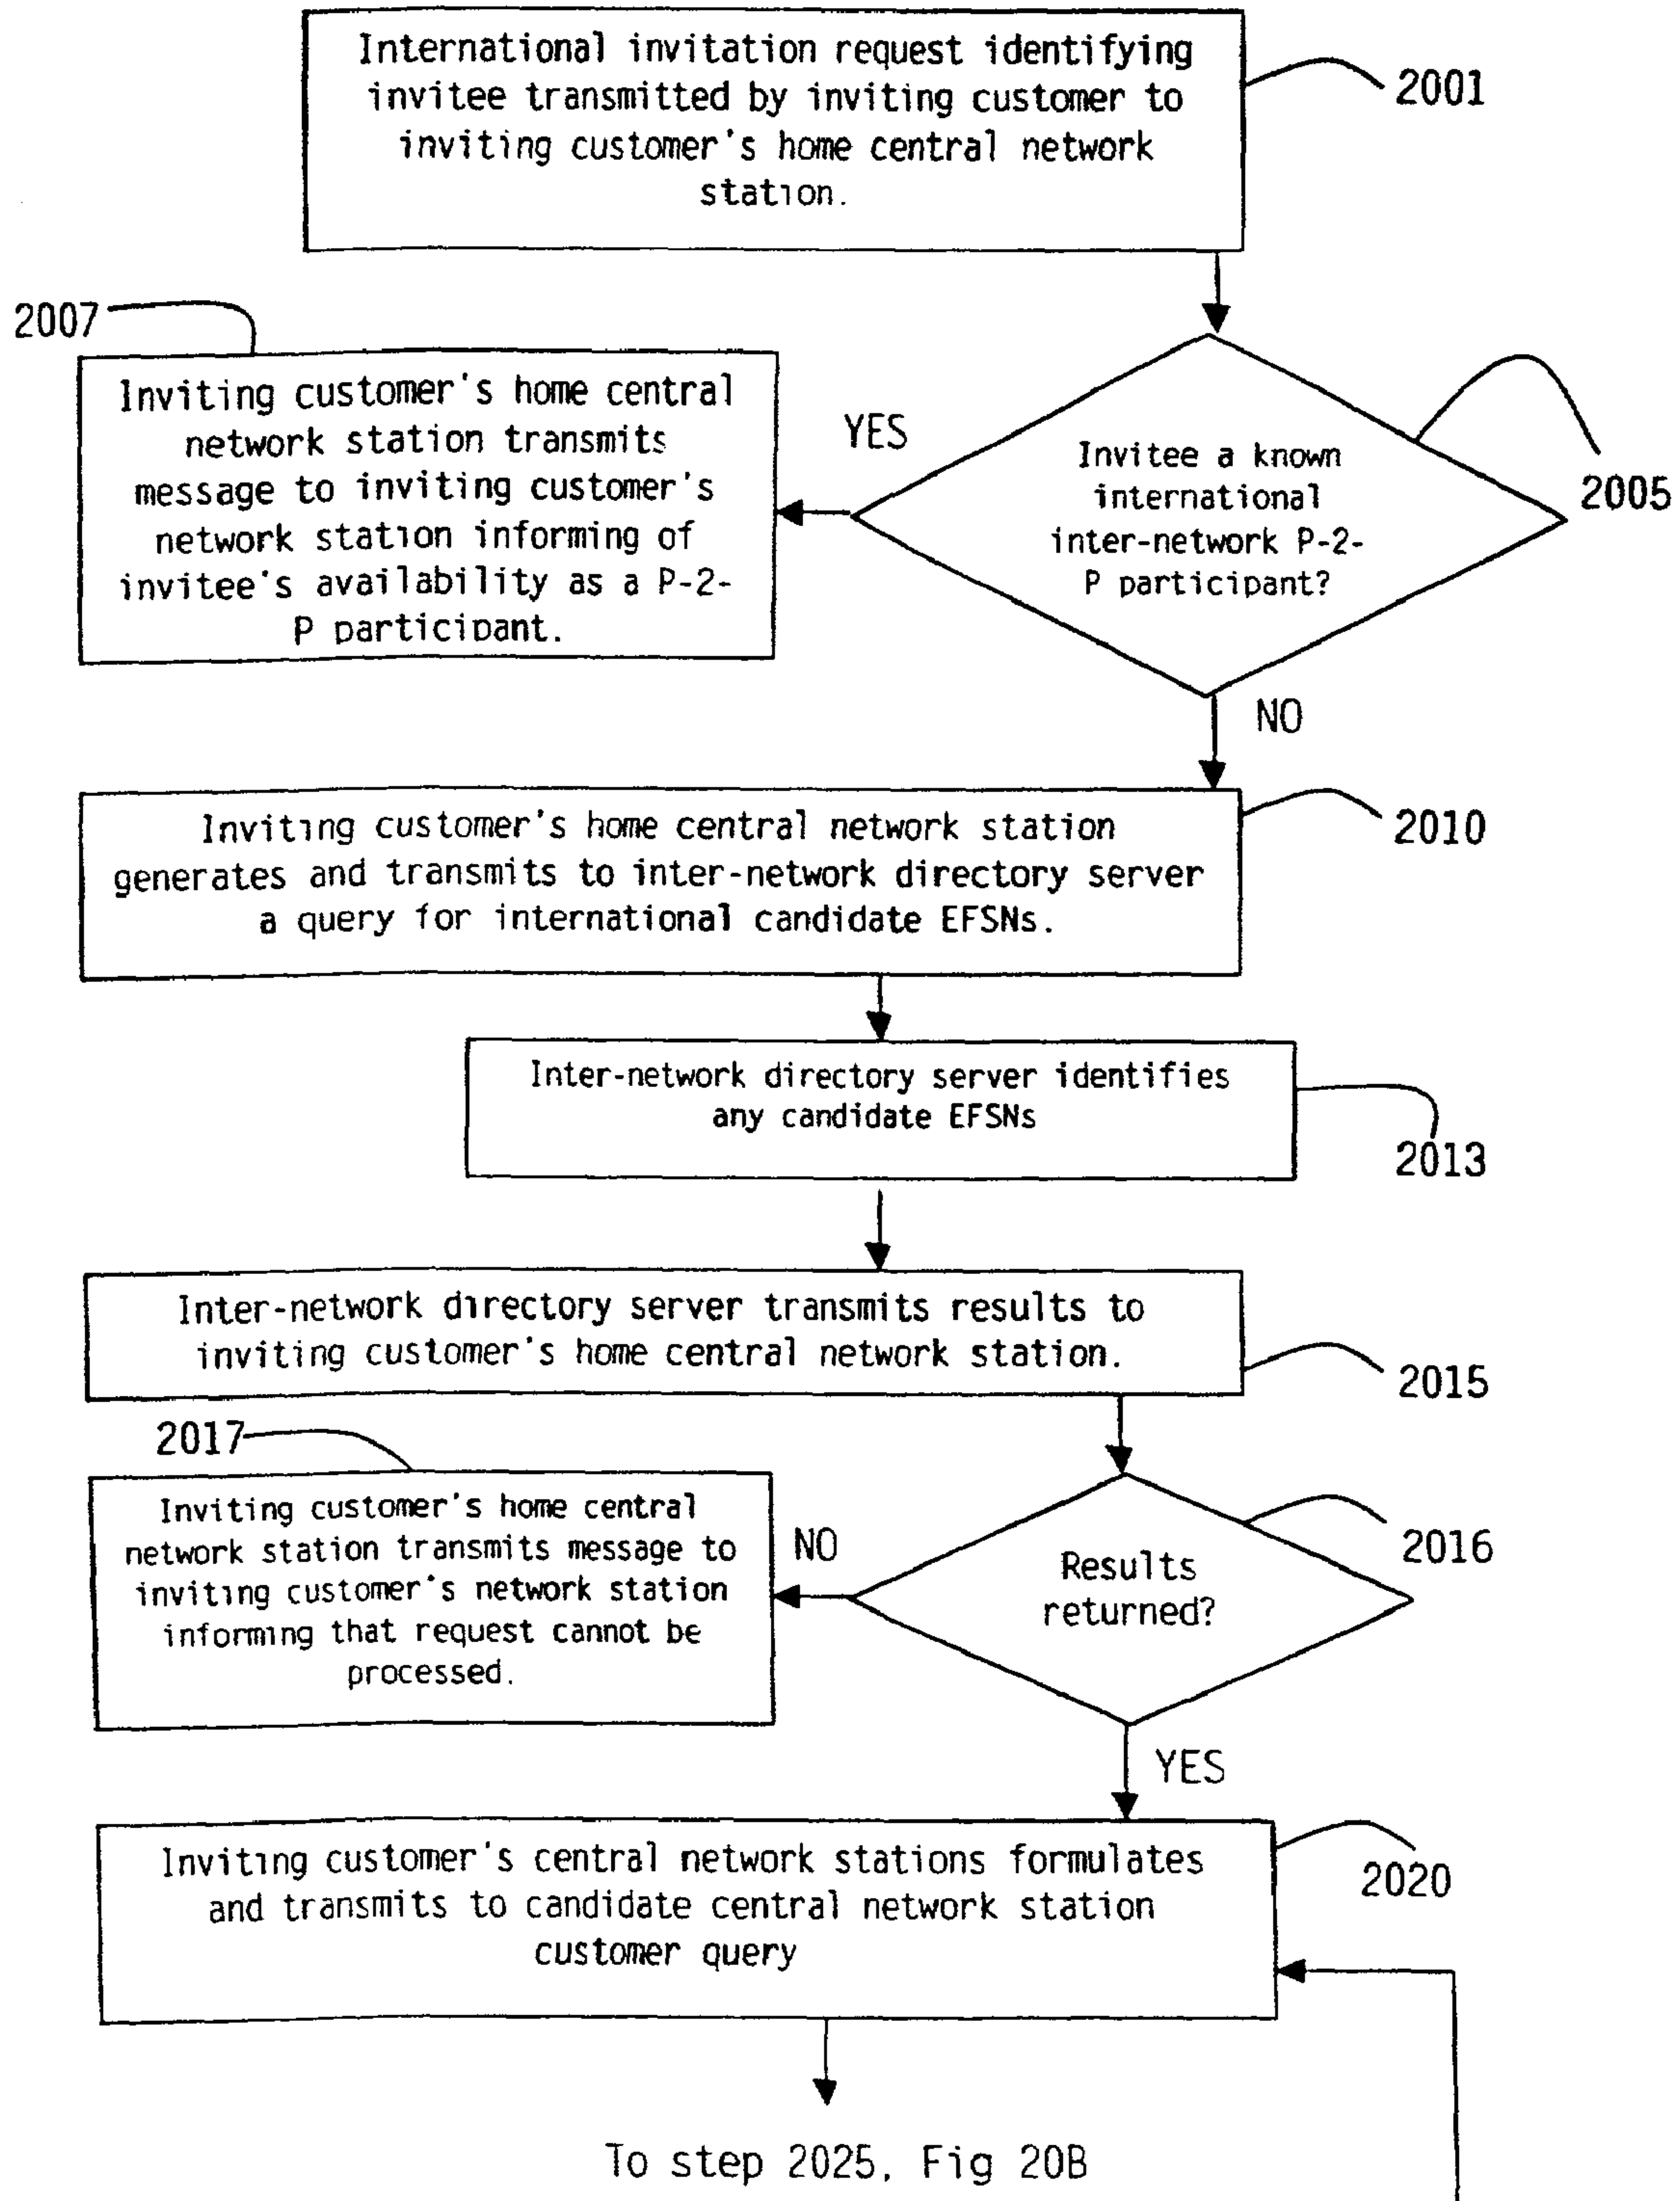 International invitation request identifying
invitee transmitted by inviting customer to
inviting customer's home central network
station.
2001
2007
Inviting customer's home central
network station transmits
message to inviting customer's
network station informing of
invitee's availability as a P-2-
P participant.
YES
Invitee a known
international
inter-network P-2-
P participant?
2005
NO
Inviting customer's home central network station
generates and transmits to inter-network directory server
a query for international candidate EFSNs.
2010
Inter-network directory server identifies
any candidate EFSNs
2013
Inter-network directory server transmits results to
inviting customer's home central network station.
2015
2017
Inviting customer's home central
network station transmits message to
inviting customer's network station
informing that request cannot be
processed.
NO
Results
returned?
2016
YES
Inviting customer's central network stations formulates
and transmits to candidate central network station
customer query
2020
To step 2025, Fig 20B